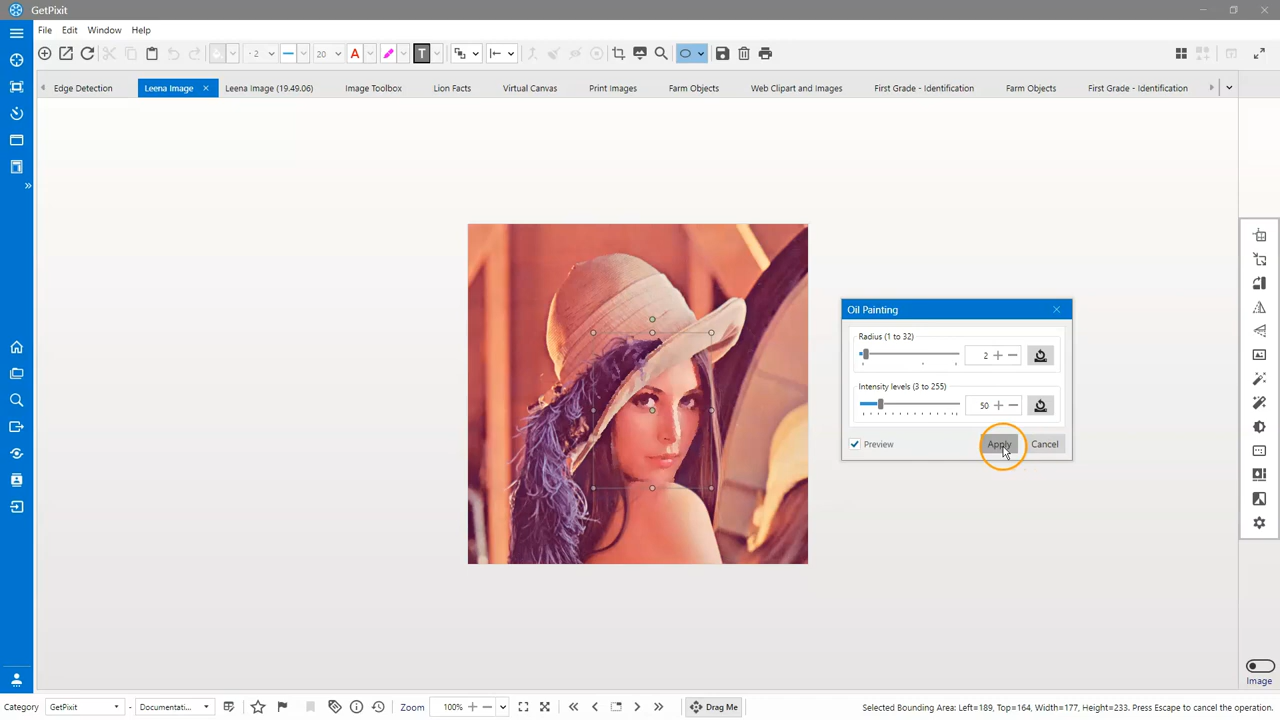 GetPixit
File Edit Window Help
2 20 A T
Edge Detection Leena Image Leena Image (19.49.06) Image Toolbox Lion Facts Virtual Canvas Print Images Farm Objects Web Clipart and Images First Grade - Identification Farm Objects First Grade - Identification
Oil Painting
Radius (1 to 32)
2
Intensity levels (3 to 255)
50
Preview Apply Cancel
Image
Category GetPixit - Documentati... Zoom 100% Drag Me Selected Bounding Area: Left=189, Top=164, Width=177, Height=233. Press Escape to cancel the operation.